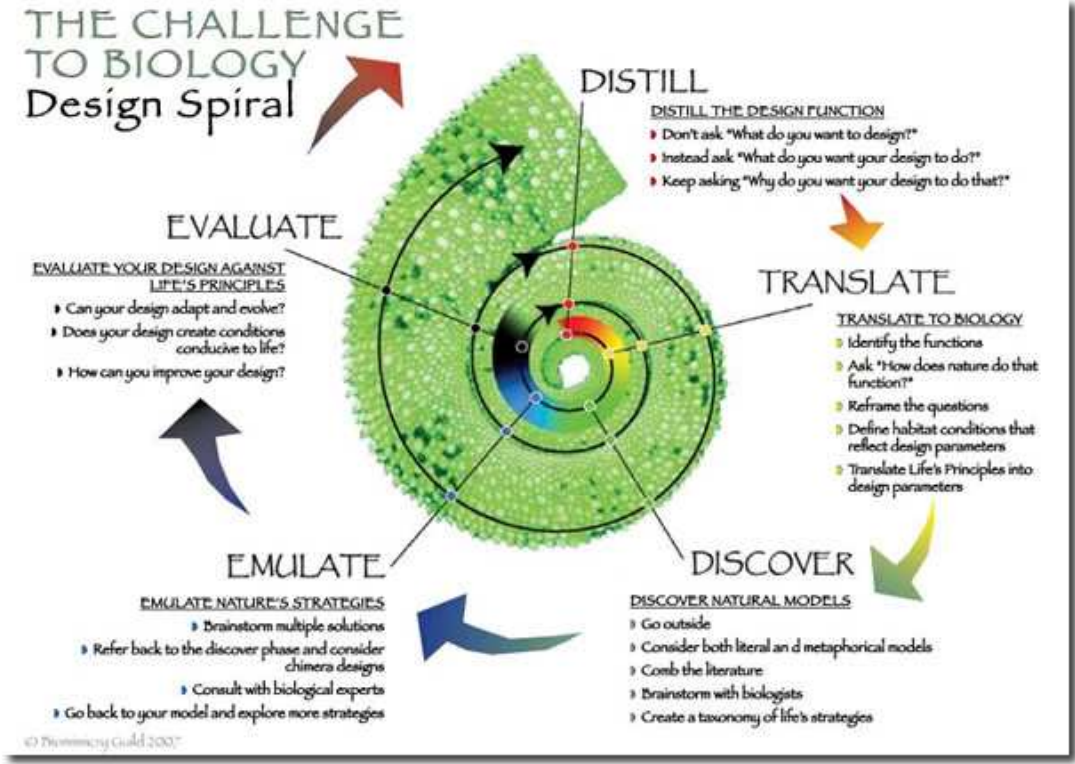 THE CHALLENGE
TO BIOLOGY
Design Spiral
DISTILL
DISTILL THE DESIGN FUNCTION
Don't ask "What do you want to design?"
Instead ask "What do you want your design to do?"
Keep asking "Why do you want your design to do that?"
TRANSLATE
TRANSLATE TO BIOLOGY
Identify the functions
Ask "How does nature do that
function?"
Reframe the questions
Define habitat conditions that
reflect design parameters
Translate Life's Principles into
design parameters
DISCOVER
DISCOVER NATURAL MODELS
Go outside
Consider both literal an d metaphorical models
Comb the literature
Brainstorm with biologists
Create a taxonomy of life's strategies
EMULATE
EMULATE NATURE'S STRATEGIES
Brainstorm multiple solutions
Refer back to the discover phase and consider
chimera designs
Consult with biological experts
Go back to your model and explore more strategies
EVALUATE
EVALUATE YOUR DESIGN AGAINST
LIFE'S PRINCIPLES
Can your design adapt and evolve?
Does your design create conditions
conducive to life?
How can you improve your design?
© Biomimicry Guild 2007